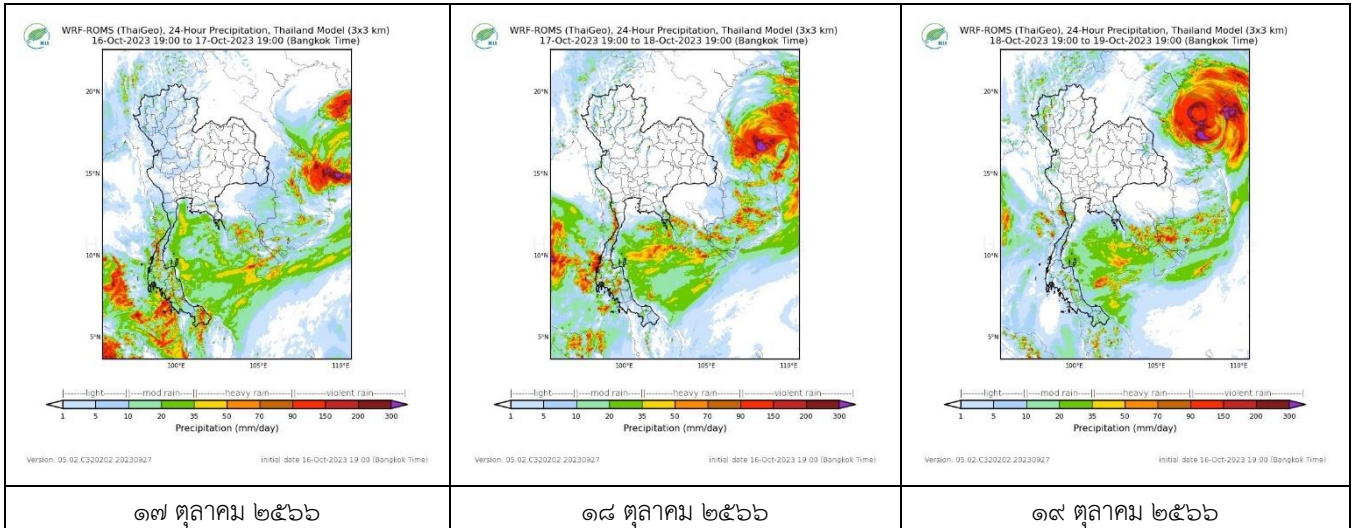 WRF-ROMS (ThaiGeo), 24-Hour Precipitation, Thailand Model (3x3 km)
16-Oct-2023 19:00 to 17-Oct-2023 19:00 (Bangkok Time)
20°N
15°N
10°N
5°N
100°E
105°E
110°E
light
mod rain
heavy rain
violent rain
1 5 10 20 35 50 70 90 150 200 300
Precipitation (mm/day)
Version: 05.02.C320202.20230927
initial date 16-Oct-2023 19:00 (Bangkok Time)
๑๗ ตุลาคม ๒๕๖๖
WRF-ROMS (ThaiGeo), 24-Hour Precipitation, Thailand Model (3x3 km)
17-Oct-2023 19:00 to 18-Oct-2023 19:00 (Bangkok Time)
20°N
15°N
10°N
5°N
100°E
105°E
110°E
light
mod rain
heavy rain
violent rain
1 5 10 20 35 50 70 90 150 200 300
Precipitation (mm/day)
Version: 05.02.C320202.20230927
initial date 16-Oct-2023 19:00 (Bangkok Time)
๑๘ ตุลาคม ๒๕๖๖
WRF-ROMS (ThaiGeo), 24-Hour Precipitation, Thailand Model (3x3 km)
18-Oct-2023 19:00 to 19-Oct-2023 19:00 (Bangkok Time)
20°N
15°N
10°N
5°N
100°E
105°E
110°E
light
mod rain
heavy rain
violent rain
1 5 10 20 35 50 70 90 150 200 300
Precipitation (mm/day)
Version: 05.02.C320202.20230927
initial date 16-Oct-2023 19:00 (Bangkok Time)
๑๙ ตุลาคม ๒๕๖๖